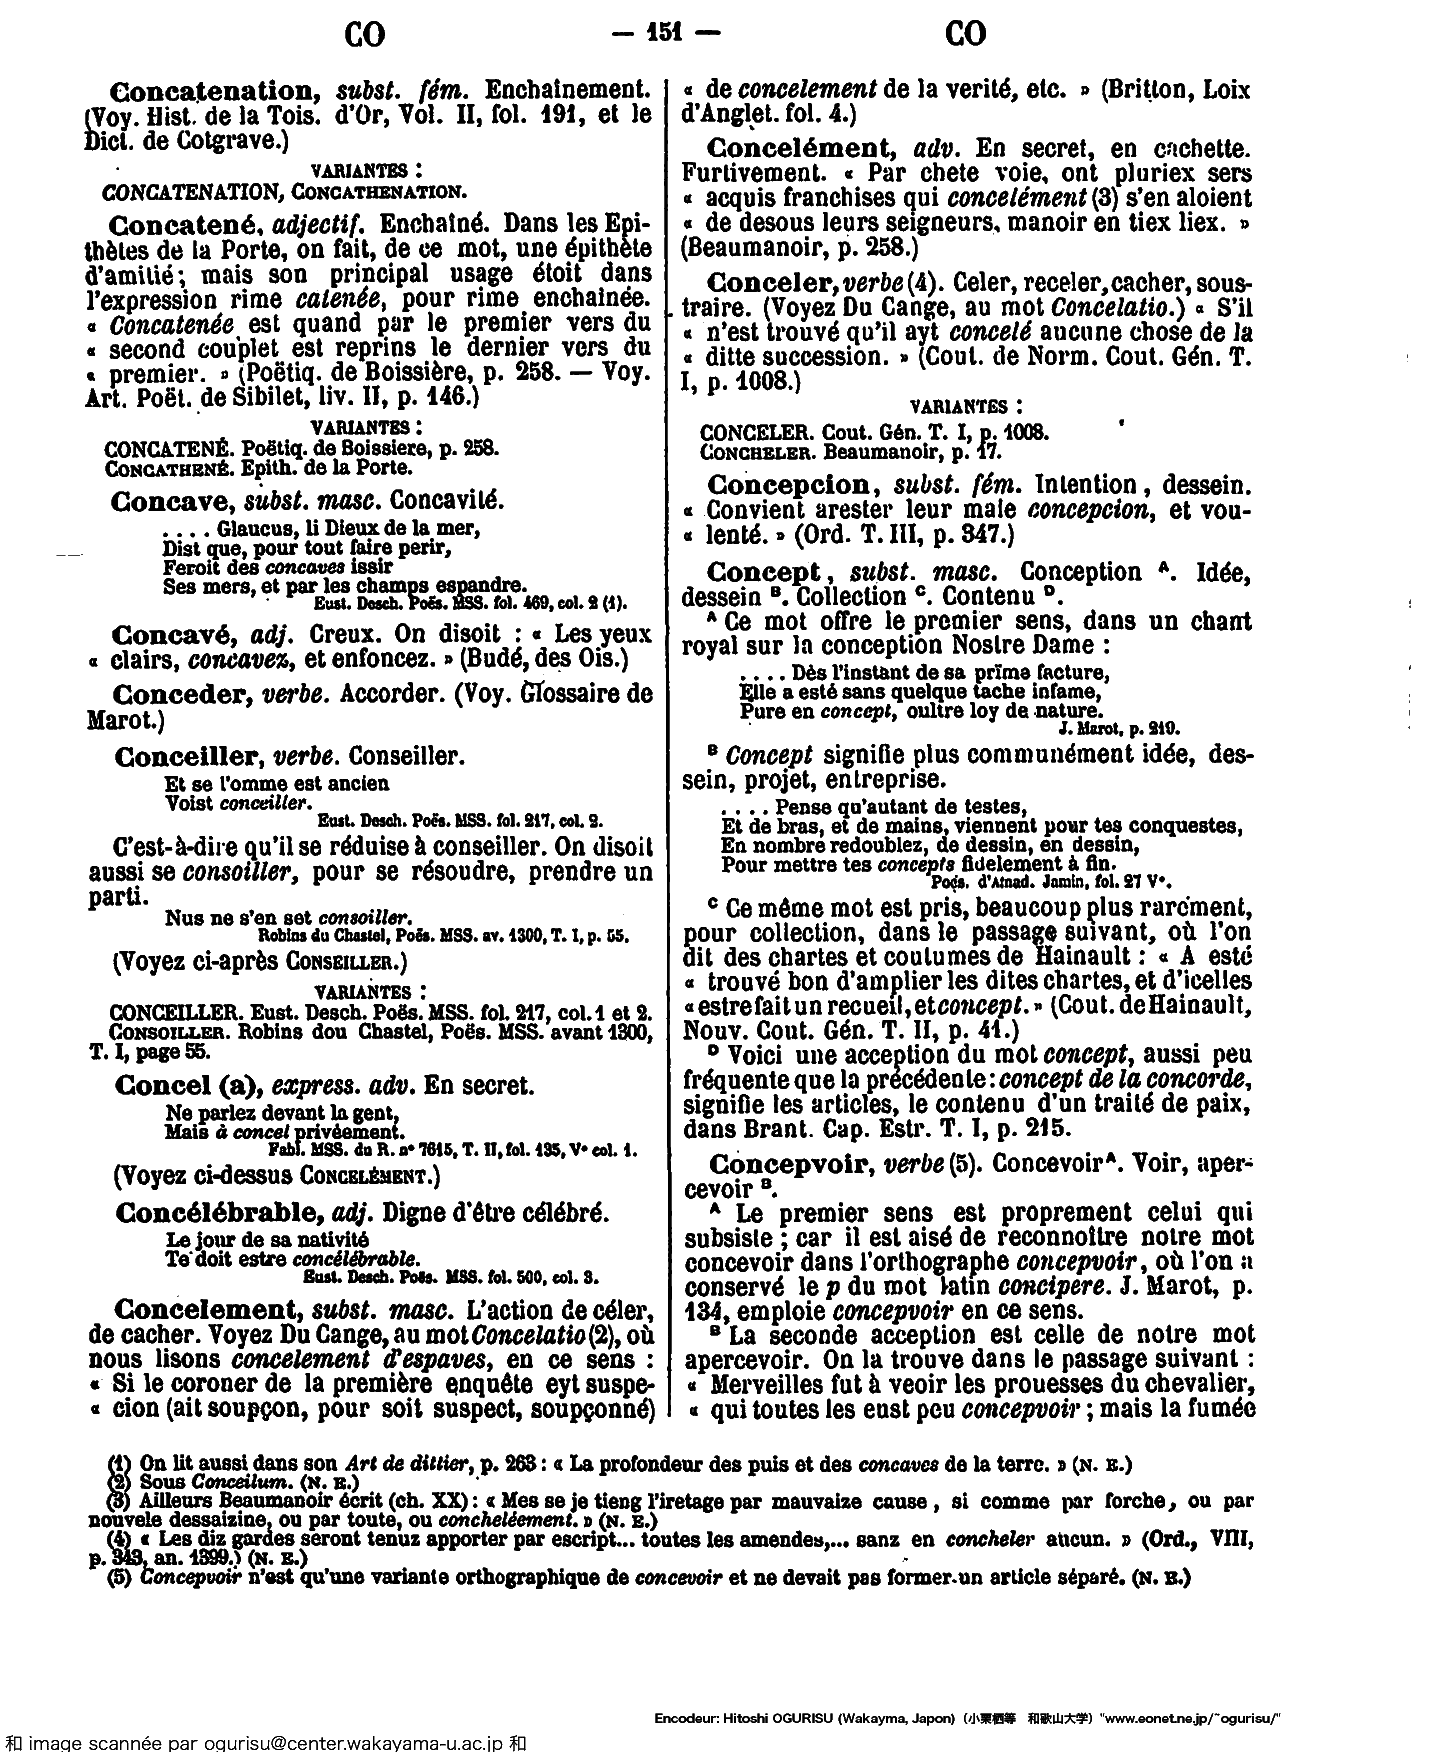 CO — 151 — CO
Concatenation, subst. fém. Enchainement.
(Voy. Hist. de la Tois. d'Or, Vol. II, fol. 191, et le
Dict. de Cotgrave.)
VARIANTES :
CONCATENATION, CONCATHENATION.
Concatené, adjectif. Enchaîné. Dans les Epi-
thètes de la Porte, on fait, de ce mot, une épithète
d'amitié ; mais son principal usage étoit dans
l'expression rime catenée, pour rime enchainée.
« Concatenée est quand par le premier vers du
« second couplet est reprins le dernier vers du
« premier. » (Poëtiq. de Boissière, p. 258. — Voy.
Art. Poët. de Sibilet, liv. II, p. 146.)
VARIANTES :
CONCATENÉ. Poëtiq. de Boissiere, p. 258.
CONCATHENÉ. Epith. de la Porte.
Concave, subst. masc. Concavité.
. . . . Glaucus, li Dieux de la mer,
Dist que, pour tout faire perir,
Feroit des concaves issir
Ses mers, et par les champs espandre.
Eust. Desch. Poës. MSS. fol. 469, col. 2 (1).
Concavé, adj. Creux. On disoit : « Les yeux
« clairs, concavez, et enfoncez. » (Budé, des Ois.)
Conceder, verbe. Accorder. (Voy. Glossaire de
Marot.)
Conceiller, verbe. Conseiller.
Et se l'omme est ancien
Voist conceiller.
Eust. Desch. Poës. MSS. fol. 217, col. 2.
C'est-à-dire qu'il se réduise à conseiller. On disoit
aussi se consoiller, pour se résoudre, prendre un
parti.
Nus ne s'en set consoiller.
Robins du Chastel, Poës. MSS. av. 1300, T. I, p. 55.
(Voyez ci-après CONSEILLER.)
VARIANTES :
CONCEILLER. Eust. Desch. Poës. MSS. fol. 217, col. 1 et 2.
CONSOILLER. Robins dou Chastel, Poës. MSS. avant 1300,
T. I, page 55.
Concel (a), express. adv. En secret.
Ne parlez devant la gent,
Mais à concel privéement.
Fabl. MSS. du R. n° 7615, T. II, fol. 135, V° col. 1.
(Voyez ci-dessus CONCELÉMENT.)
Concélébrable, adj. Digne d'être célébré.
Le jour de sa nativité
Te doit estre concélébrable.
Eust. Desch. Poës. MSS. fol. 500, col. 3.
Concelement, subst. masc. L'action de céler,
de cacher. Voyez Du Cange, au mot Concelatio (2), où
nous lisons concelement d'espaves, en ce sens :
« Si le coroner de la première enquête eyt suspe-
« cion (ait soupçon, pour soit suspect, soupçonné)
« de concelement de la verité, etc. » (Britton, Loix
d'Anglet. fol. 4.)
Concelément, adv. En secret, en cachette.
Furtivement. « Par chete voie, ont pluriex sers
« acquis franchises qui concelément (3) s'en aloient
« de desous leurs seigneurs, manoir en tiex liex. »
(Beaumanoir, p. 258.)
Conceler, verbe (4). Celer, receler, cacher, sous-
traire. (Voyez Du Cange, au mot Concelatio.) « S'il
« n'est trouvé qu'il ayt concelé aucune chose de la
« ditte succession. » (Cout. de Norm. Cout. Gén. T.
I, p. 1008.)
VARIANTES :
CONCELER. Cout. Gén. T. I, p. 1008.
CONCHELER. Beaumanoir, p. 17.
Concepcion, subst. fém. Intention, dessein.
« Convient arester leur male concepcion, et vou-
« lenté. » (Ord. T. III, p. 347.)
Concept, subst. masc. Conception A. Idée,
dessein B. Collection C. Contenu D.
A Ce mot offre le premier sens, dans un chant
royal sur la conception Nostre Dame :
. . . . Dès l'instant de sa prime facture,
Elle a esté sans quelque tache infame,
Pure en concept, oultre loy de nature.
J. Marot, p. 219.
B Concept signifie plus communément idée, des-
sein, projet, entreprise.
. . . . Pense qu'autant de testes,
Et de bras, et de mains, viennent pour tes conquestes,
En nombre redoublez, de dessin, en dessin,
Pour mettre tes concepts fidelement à fin.
Poës. d'Amad. Jamin, fol. 27 V°.
C Ce même mot est pris, beaucoup plus rarement,
pour collection, dans le passage suivant, où l'on
dit des chartes et coutumes de Hainault : « A esté
« trouvé bon d'amplier les dites chartes, et d'icelles
« estre fait un recueil, et concept. » (Cout. de Hainault,
Nouv. Cout. Gén. T. II, p. 41.)
D Voici une acception du mot concept, aussi peu
fréquente que la précédente : concept de la concorde,
signifie les articles, le contenu d'un traité de paix,
dans Brant. Cap. Estr. T. I, p. 215.
Concepvoir, verbe (5). Concevoir A. Voir, aper-
cevoir B.
A Le premier sens est proprement celui qui
subsiste ; car il est aisé de reconnoître notre mot
concevoir dans l'orthographe concepvoir, où l'on a
conservé le p du mot latin concipere. J. Marot, p.
134, emploie concepvoir en ce sens.
B La seconde acception est celle de notre mot
apercevoir. On la trouve dans le passage suivant :
« Merveilles fut à veoir les prouesses du chevalier,
« qui toutes les eust peu concepvoir ; mais la fumée
(1) On lit aussi dans son Art de dittier, p. 263 : « La profondeur des puis et des concaves de la terre. » (N. E.)
(2) Sous Concelium. (N. E.)
(3) Ailleurs Beaumanoir écrit (ch. XX) : « Mes se je tieng l'iretage par mauvaize cause, si comme par forche, ou par
nouvele dessaizine, ou par toute, ou concheléement. » (N. E.)
(4) « Les diz gardes seront tenuz apporter par escript... toutes les amendes,... sanz en concheler aucun. » (Ord., VIII,
p. 343, an. 1399.) (N. E.)
(5) Concepvoir n'est qu'une variante orthographique de concevoir et ne devait pas former un article séparé. (N. E.)
Encodeur: Hitoshi OGURISU (Wakayma, Japon) (小栗栖等 和歌山大学) "www.eonet.ne.jp/~ogurisu/"
和 image scannée par ogurisu@center.wakayama-u.ac.jp 和